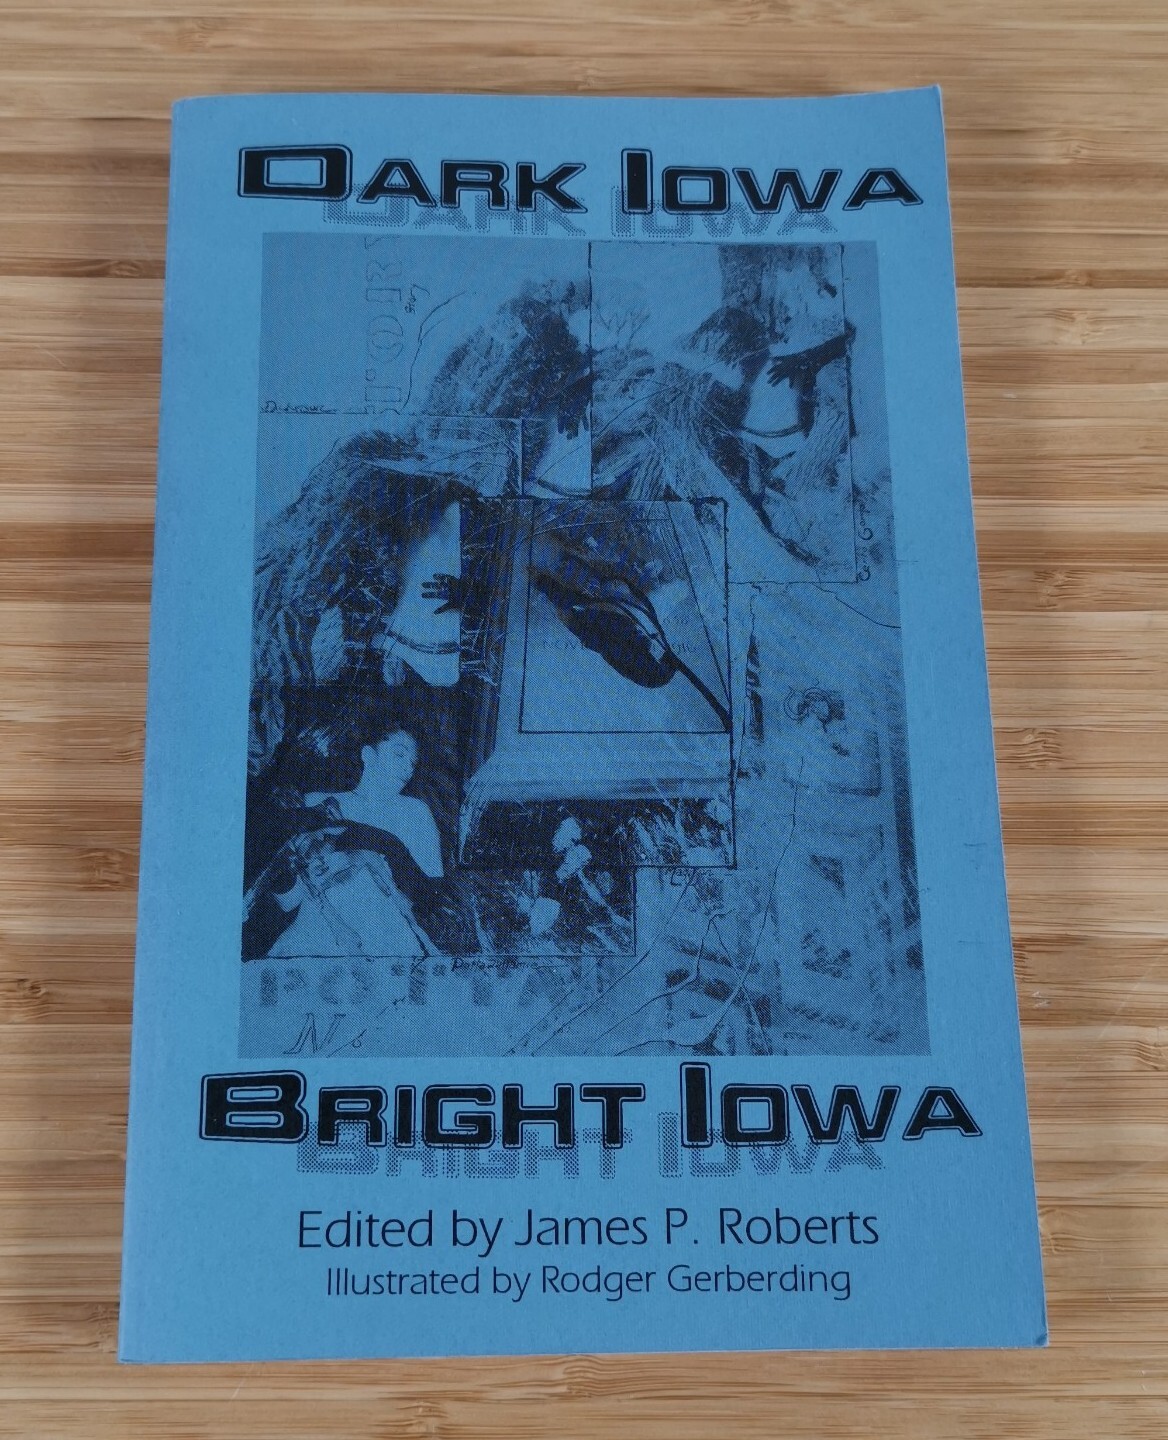 DARK IOWA
BRIGHT IOWA
Edited by James P. Roberts
Illustrated by Rodger Gerberding